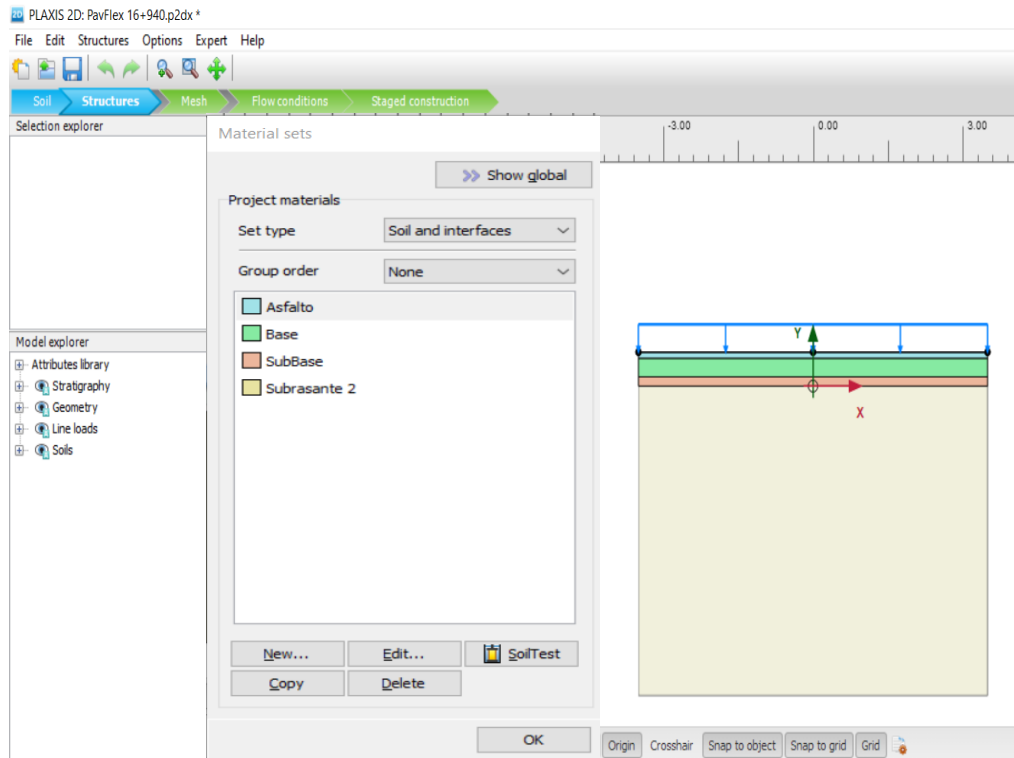 2D PLAXIS 2D: PavFlex 16+940.p2dx *
File Edit Structures Options Expert Help
Soil Structures Mesh Flow conditions Staged construction
Selection explorer
Material sets
-3.00 0.00 3.00
Show global
Project materials
Set type Soil and interfaces
Group order None
Asfalto
Base
SubBase
Subrasante 2
Model explorer
Attributes library
Stratigraphy
Geometry
Line loads
Soils
Y
X
New... Edit... SoilTest
Copy Delete
OK
Origin Crosshair Snap to object Snap to grid Grid